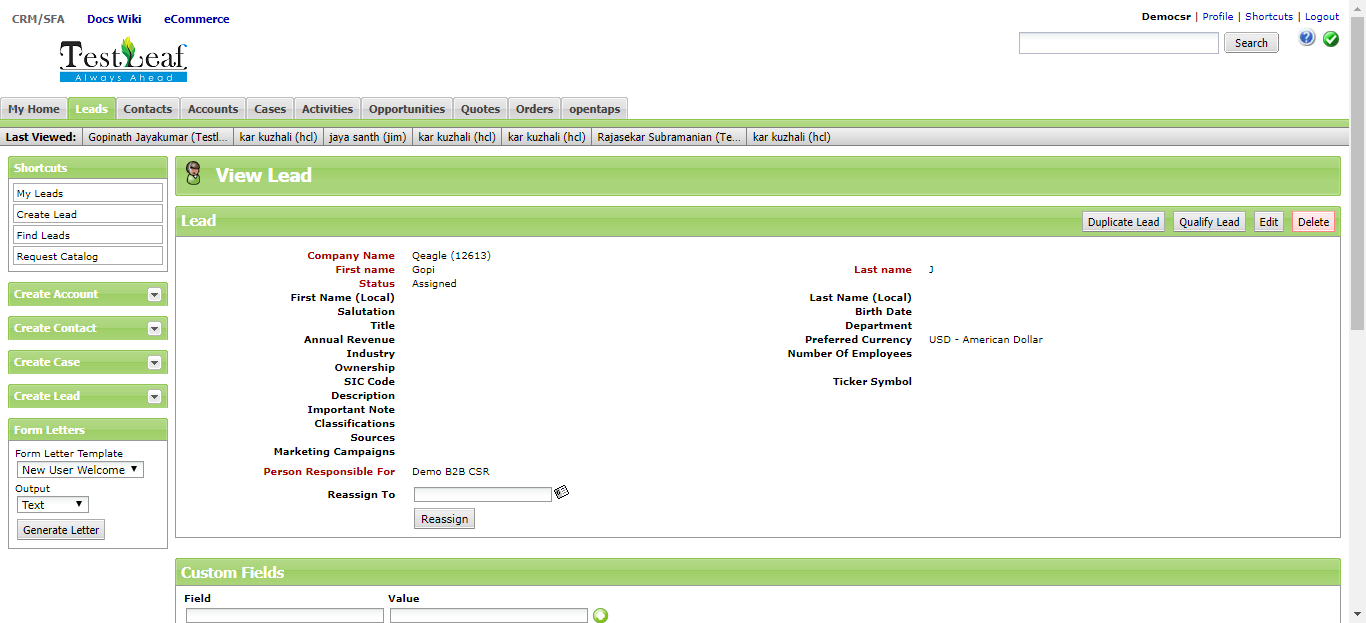 CRM/SFA Docs Wiki eCommerce
Democsr | Profile | Shortcuts | Logout
Search
TestLeaf
Always Ahead
My Home Leads Contacts Accounts Cases Activities Opportunities Quotes Orders opentaps
Last Viewed: Gopinath Jayakumar (Testl... kar kuzhali (hcl) jaya santh (jim) kar kuzhali (hcl) kar kuzhali (hcl) Rajasekar Subramanian (Te... kar kuzhali (hcl)
Shortcuts
My Leads
Create Lead
Find Leads
Request Catalog
Create Account
Create Contact
Create Case
Create Lead
Form Letters
Form Letter Template
New User Welcome
Output
Text
Generate Letter
View Lead
Lead Duplicate Lead Qualify Lead Edit Delete
Company Name Qeagle (12613)
First name Gopi Last name J
Status Assigned
First Name (Local) Last Name (Local)
Salutation Birth Date
Title Department
Annual Revenue Preferred Currency USD - American Dollar
Industry Number Of Employees
Ownership
SIC Code Ticker Symbol
Description
Important Note
Classifications
Sources
Marketing Campaigns
Person Responsible For Demo B2B CSR
Reassign To
Reassign
Custom Fields
Field Value